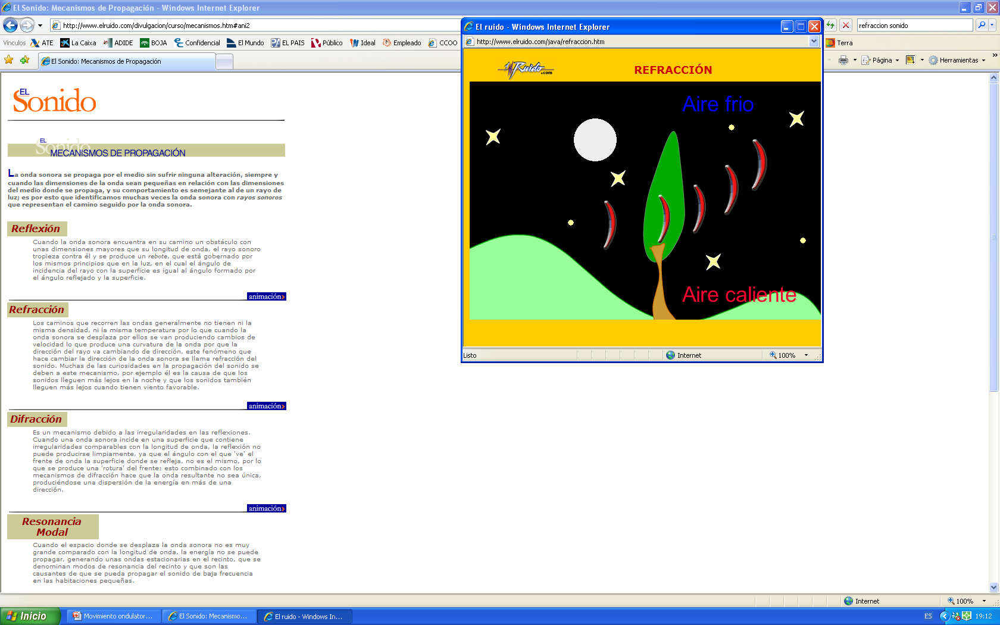 El Sonido: Mecanismos de Propagación - Windows Internet Explorer
http://www.elruido.com/divulgacion/curso/mecanismos.htm#ani2
refraccion sonido
Vínculos ATE La Caixa ADIDE BOJA Confidencial El Mundo EL PAIS Público Ideal Empleado CCOO Terra
El Sonido: Mecanismos de Propagación
Página Herramientas
EL
Sonido
EL
Sonido
MECANISMOS DE PROPAGACIÓN
La onda sonora se propaga por el medio sin sufrir ninguna alteración, siempre y
cuando las dimensiones de la onda sean pequeñas en relación con las dimensiones
del medio donde se propaga, y su comportamiento es semejante al de un rayo de
luz; es por esto que identificamos muchas veces la onda sonora con rayos sonoros
que representan el camino seguido por la onda sonora.
Reflexión
Cuando la onda sonora encuentra en su camino un obstáculo con
unas dimensiones mayores que su longitud de onda, el rayo sonoro
tropieza contra él y se produce un rebote, que está gobernado por
los mismos principios que en la luz, en el cual el ángulo de
incidencia del rayo con la superficie es igual al ángulo formado por
el ángulo reflejado y la superficie.
animación›
Refracción
Los caminos que recorren las ondas generalmente no tienen ni la
misma densidad, ni la misma temperatura por lo que cuando la
onda sonora se desplaza por ellos se van produciendo cambios de
velocidad lo que produce una curvatura de la onda por que la
dirección del rayo va cambiando de dirección, este fenómeno que
hace cambiar la dirección de la onda sonora se llama refracción del
sonido. Muchas de las curiosidades en la propagación del sonido se
deben a este mecanismo, por ejemplo él es la causa de que los
sonidos lleguen más lejos en la noche y que los sonidos también
lleguen más lejos cuando tienen viento favorable.
animación›
Difracción
Es un mecanismo debido a las irregularidades en las reflexiones.
Cuando una onda sonora incide en una superficie que contiene
irregularidades comparables con la longitud de onda, la reflexión no
puede producirse limpiamente, ya que el ángulo con el que 've' el
frente de onda la superficie donde se refleja, no es el mismo, por lo
que se produce una 'rotura' del frente; esto combinado con los
mecanismos de difracción hace que la onda resultante no sea única,
produciéndose una dispersión de la energía en más de una
dirección.
animación›
Resonancia
Modal
Cuando el espacio donde se desplaza la onda sonora no es muy
grande comparado con la longitud de onda, la energía no se puede
propagar, generando unas ondas estacionarias en el recinto, que se
denominan modos de resonancia del recinto y que son las
causantes de que se pueda propagar el sonido de baja frecuencia
en las habitaciones pequeñas.
El ruido - Windows Internet Explorer
http://www.elruido.com/java/refraccion.htm
Ruido.com
REFRACCIÓN
Aire frio
Aire caliente
Listo Internet 100%
Internet 100%
Inicio Movimiento ondulator... El Sonido: Mecanismo... El ruido - Windows In... ES 19:12